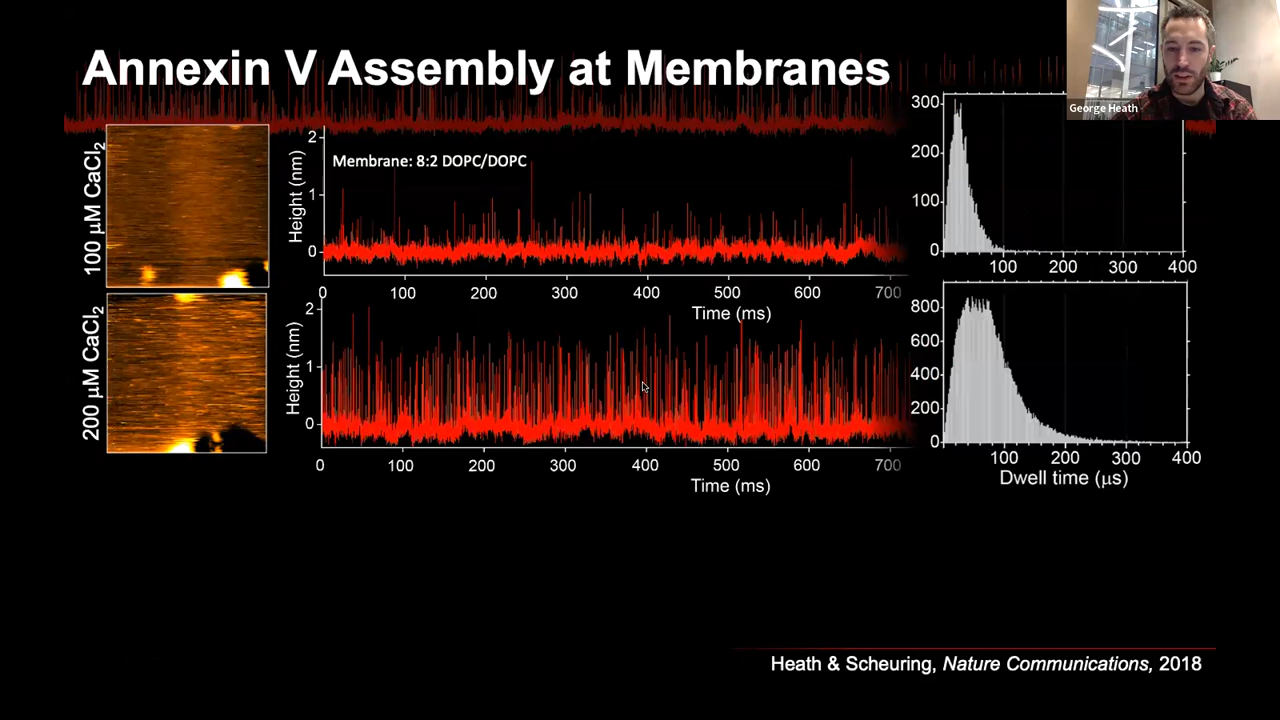 Annexin V Assembly at Membranes
George Heath
100 μM CaCl₂
Height (nm)
2
1
0
Membrane: 8:2 DOPC/DOPC
0 100 200 300 400 500 600 700
Time (ms)
300
200
100
0
100 200 300 400
200 μM CaCl₂
Height (nm)
2
1
0
0 100 200 300 400 500 600 700
Time (ms)
800
600
400
200
0
100 200 300 400
Dwell time (μs)
Heath & Scheuring, Nature Communications, 2018